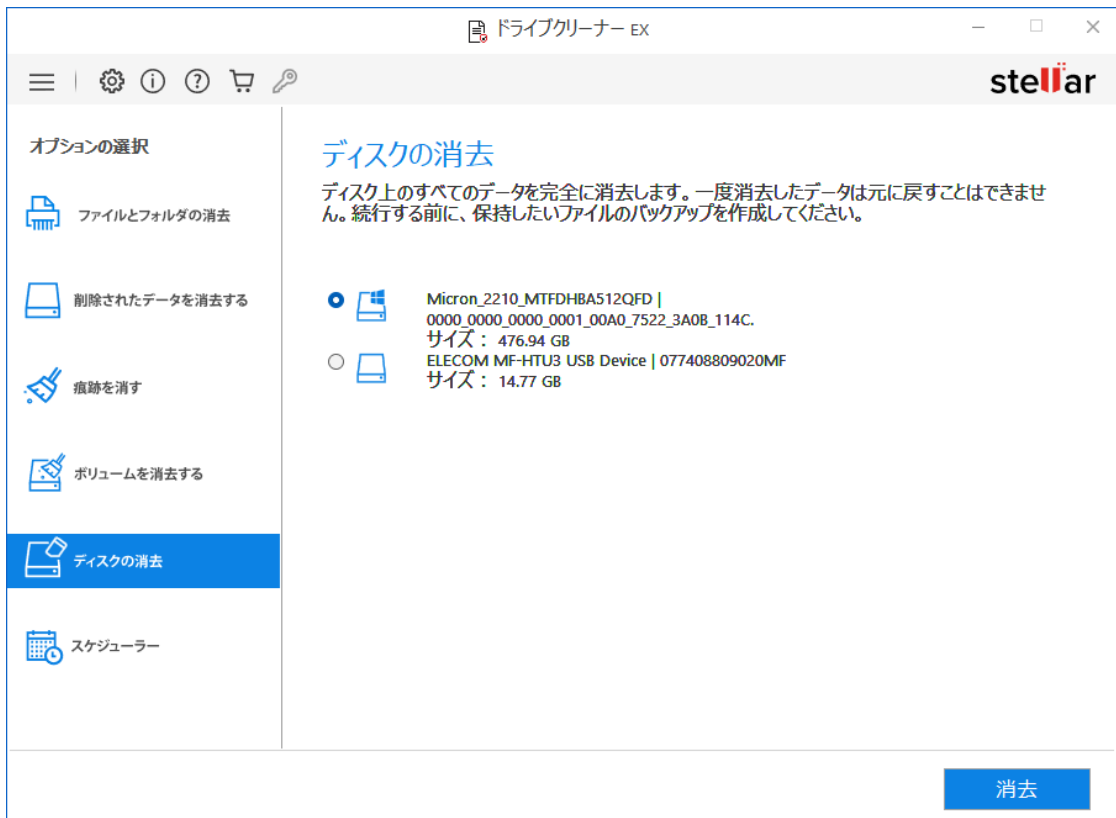 ドライブクリーナー EX
stellar
オプションの選択
ファイルとフォルダの消去
削除されたデータを消去する
痕跡を消す
ボリュームを消去する
ディスクの消去
スケジューラー
ディスクの消去
ディスク上のすべてのデータを完全に消去します。一度消去したデータは元に戻すことはできませ
ん。続行する前に、保持したいファイルのバックアップを作成してください。
Micron_2210_MTFDHBA512QFD |
0000_0000_0000_0001_00A0_7522_3A0B_114C.
サイズ： 476.94 GB
ELECOM MF-HTU3 USB Device | 077408809020MF
サイズ： 14.77 GB
消去